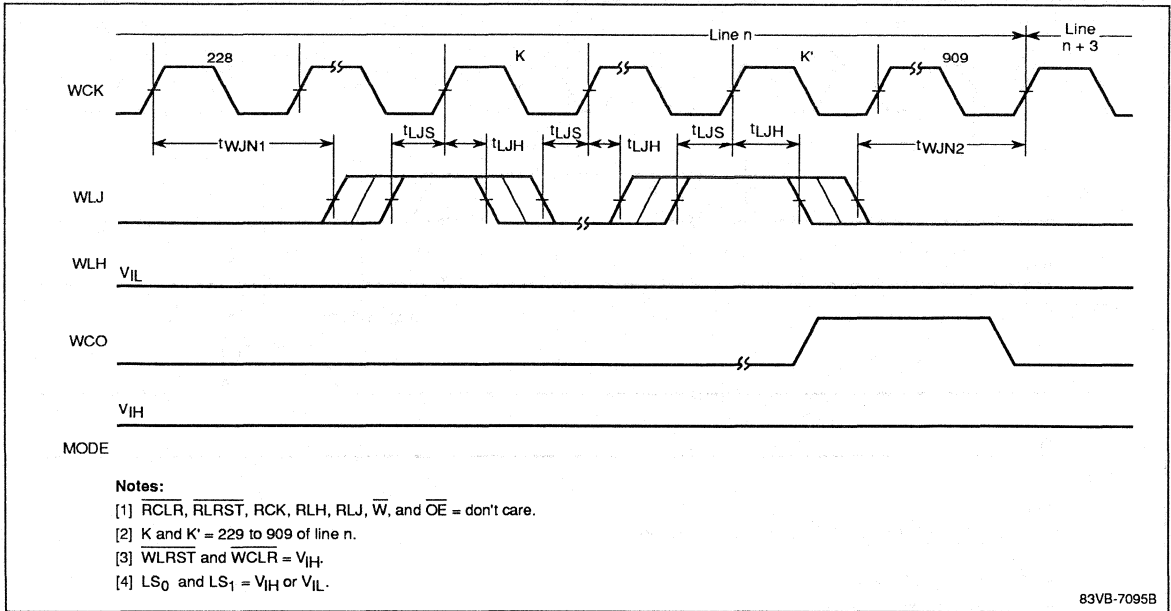 Line n
Line
n + 3
228
K
K'
909
WCK
tWJN1
tLJS
tLJH
tLJS
tLJH
tLJS
tLJH
tWJN2
WLJ
WLH
VIL
WCO
VIH
MODE
Notes:
[1] RCLR, RLRST, RCK, RLH, RLJ, W, and OE = don't care.
[2] K and K' = 229 to 909 of line n.
[3] WLRST and WCLR = VIH.
[4] LS0 and LS1 = VIH or VIL.
83VB-7095B